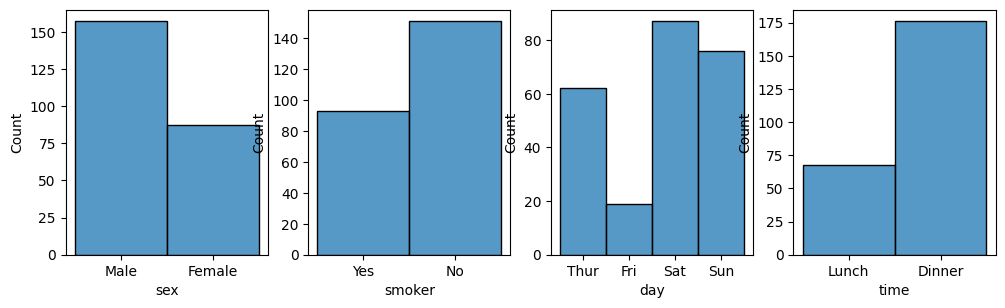 150
125
100
75
50
25
0
Count
Male Female
sex
140
120
100
80
60
40
20
0
Count
Yes No
smoker
80
60
40
20
0
Count
Thur Fri Sat Sun
day
175
150
125
100
75
50
25
0
Count
Lunch Dinner
time